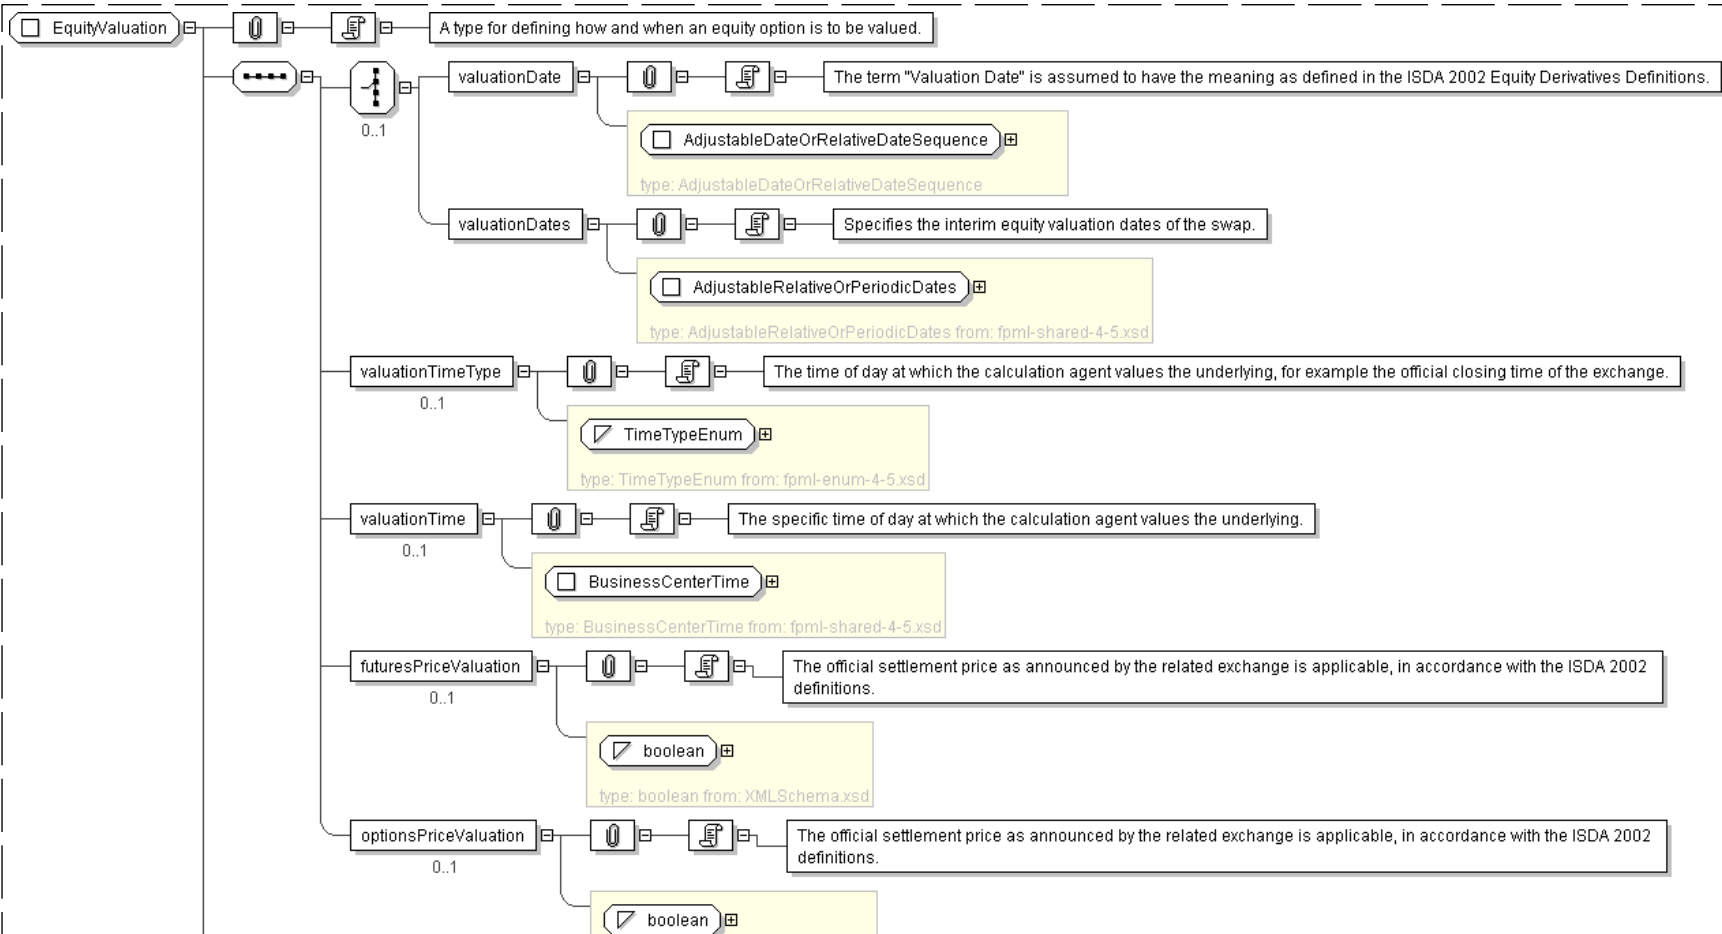 EquityValuation
A type for defining how and when an equity option is to be valued.
0..1
valuationDate
The term "Valuation Date" is assumed to have the meaning as defined in the ISDA 2002 Equity Derivatives Definitions.
AdjustableDateOrRelativeDateSequence
type: AdjustableDateOrRelativeDateSequence
valuationDates
Specifies the interim equity valuation dates of the swap.
AdjustableRelativeOrPeriodicDates
type: AdjustableRelativeOrPeriodicDates from: fpml-shared-4-5.xsd
valuationTimeType
0..1
The time of day at which the calculation agent values the underlying, for example the official closing time of the exchange.
TimeTypeEnum
type: TimeTypeEnum from: fpml-enum-4-5.xsd
valuationTime
0..1
The specific time of day at which the calculation agent values the underlying.
BusinessCenterTime
type: BusinessCenterTime from: fpml-shared-4-5.xsd
futuresPriceValuation
0..1
The official settlement price as announced by the related exchange is applicable, in accordance with the ISDA 2002
definitions.
boolean
type: boolean from: XMLSchema.xsd
optionsPriceValuation
0..1
The official settlement price as announced by the related exchange is applicable, in accordance with the ISDA 2002
definitions.
boolean